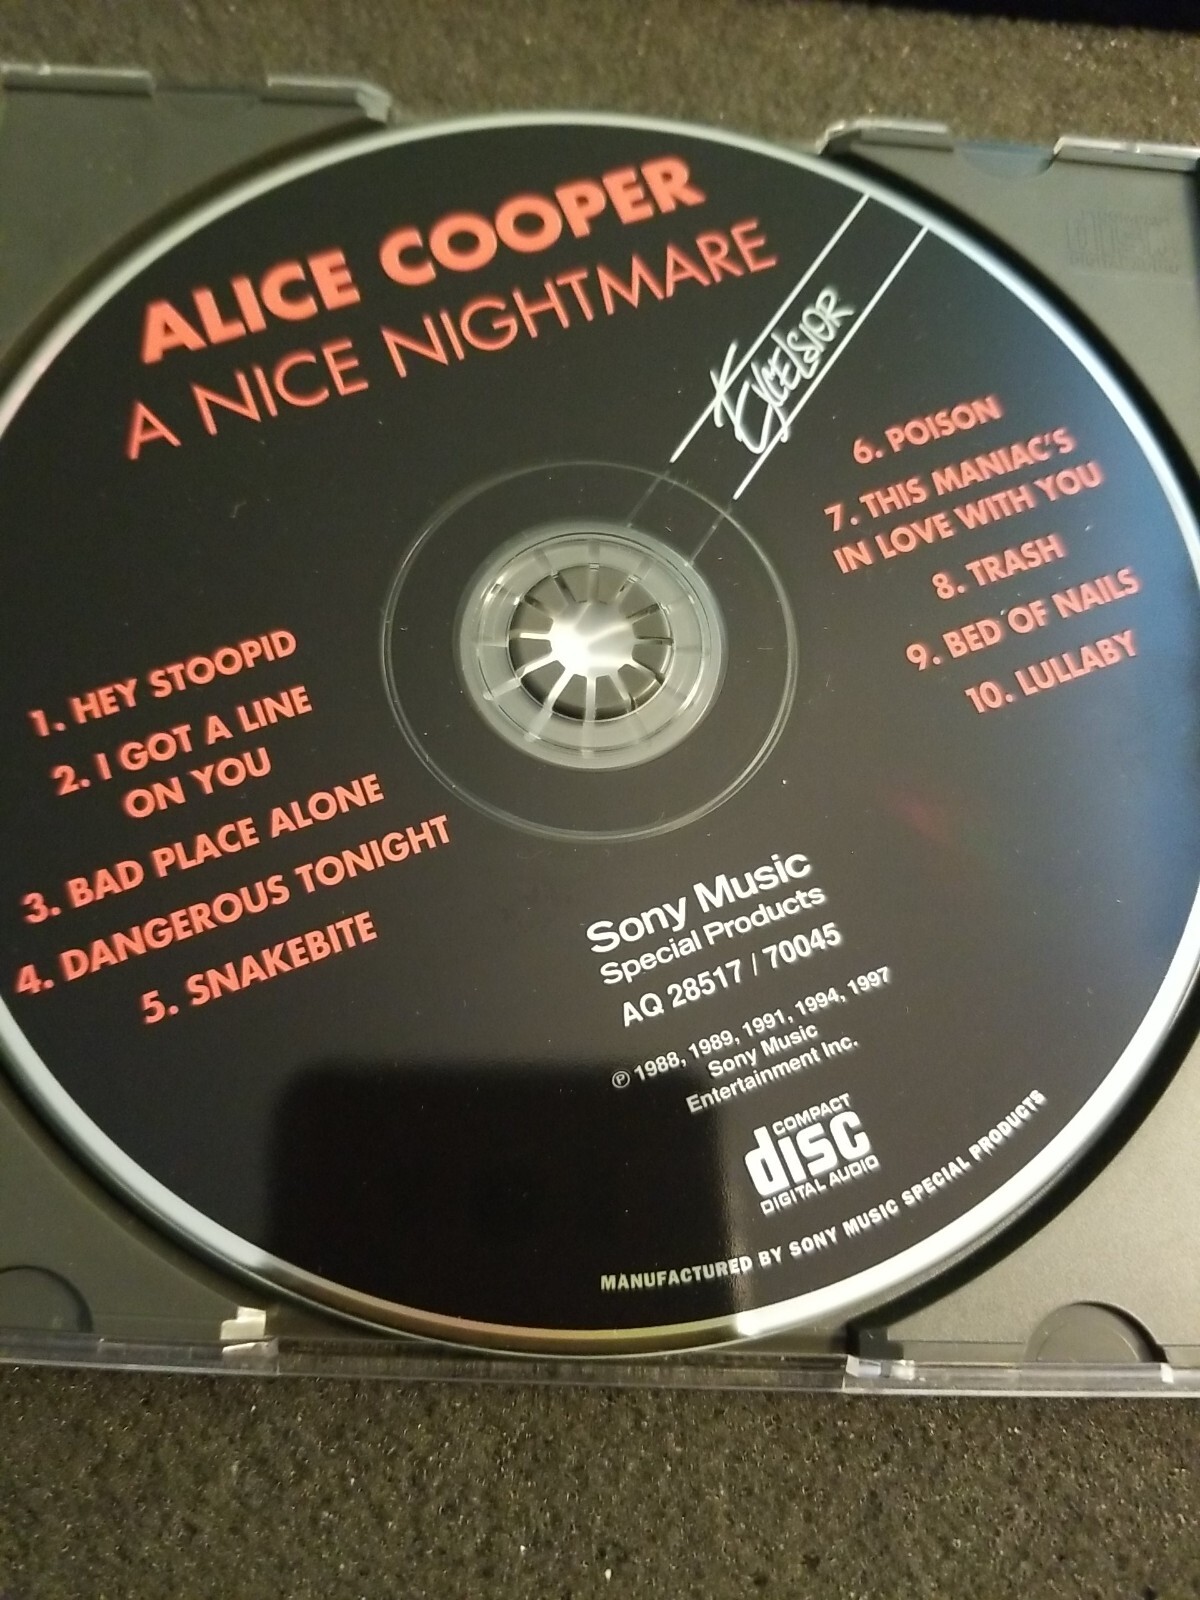 ALICE COOPER
A NICE NIGHTMARE
EXCELSIOR
1. HEY STOOPID
2. I GOT A LINE
ON YOU
3. BAD PLACE ALONE
4. DANGEROUS TONIGHT
5. SNAKEBITE
6. POISON
7. THIS MANIAC'S
IN LOVE WITH YOU
8. TRASH
9. BED OF NAILS
10. LULLABY
Sony Music
Special Products
AQ 28517 / 70045
℗ 1988, 1989, 1991, 1994, 1997
Sony Music
Entertainment Inc.
COMPACT
disc
DIGITAL AUDIO
MANUFACTURED BY SONY MUSIC SPECIAL PRODUCTS